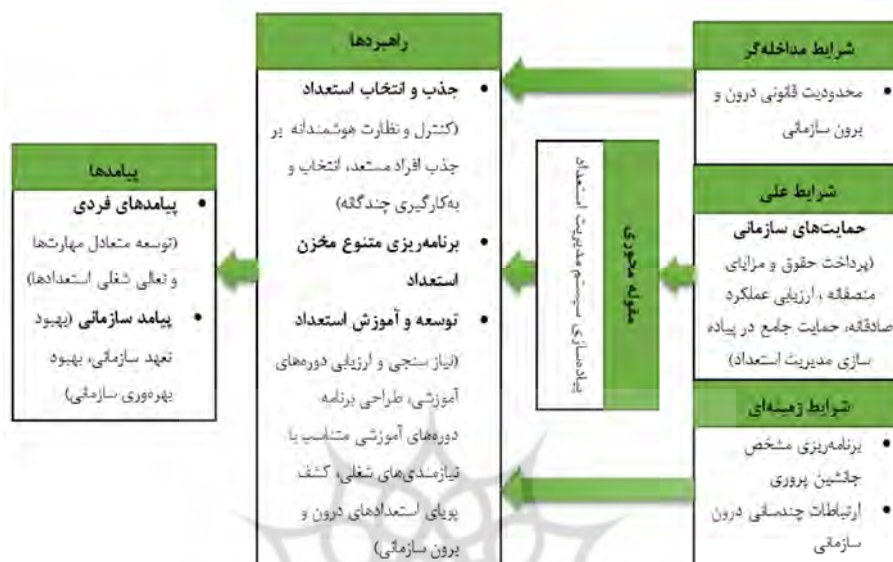 شرایط مداخله‌گر
محدودیت قانونی درون و
برون سازمانی
شرایط علی
حمایت‌های سازمانی
(پرداخت حقوق و مزایای
منصفانه ، ارزیابی عملکرد
صادقانه، حمایت جامع در پیاده
سازی مدیریت استعداد)
شرایط زمینه‌ای
برنامه‌ریزی مشخص
جانشین پروری
ارتباطات چندسانی درون
سازمانی
مقوله محوری
پیاده‌سازی سیستم مدیریت استعداد
راهبردها
جذب و انتخاب استعداد
(کنترل و نظارت هوشمندانه بر
جذب افراد مستعد، انتخاب و
به‌کارگیری چندگانه)
برنامه‌ریزی متنوع مخزن
استعداد
توسعه و آموزش استعداد
(نیاز سنجی و ارزیابی دوره‌های
آموزشی، طراحی برنامه
دوره‌های آموزشی متناسب با
نیازمندی‌های شغلی، کشف
پویای استعدادهای درون و
برون سازمانی)
پیامدها
پیامدهای فردی
(توسعه متعادل مهارت‌ها
و تعالی شغلی استعدادها)
پیامد سازمانی (بهبود
تعهد سازمانی، بهبود
بهره‌وری سازمانی)